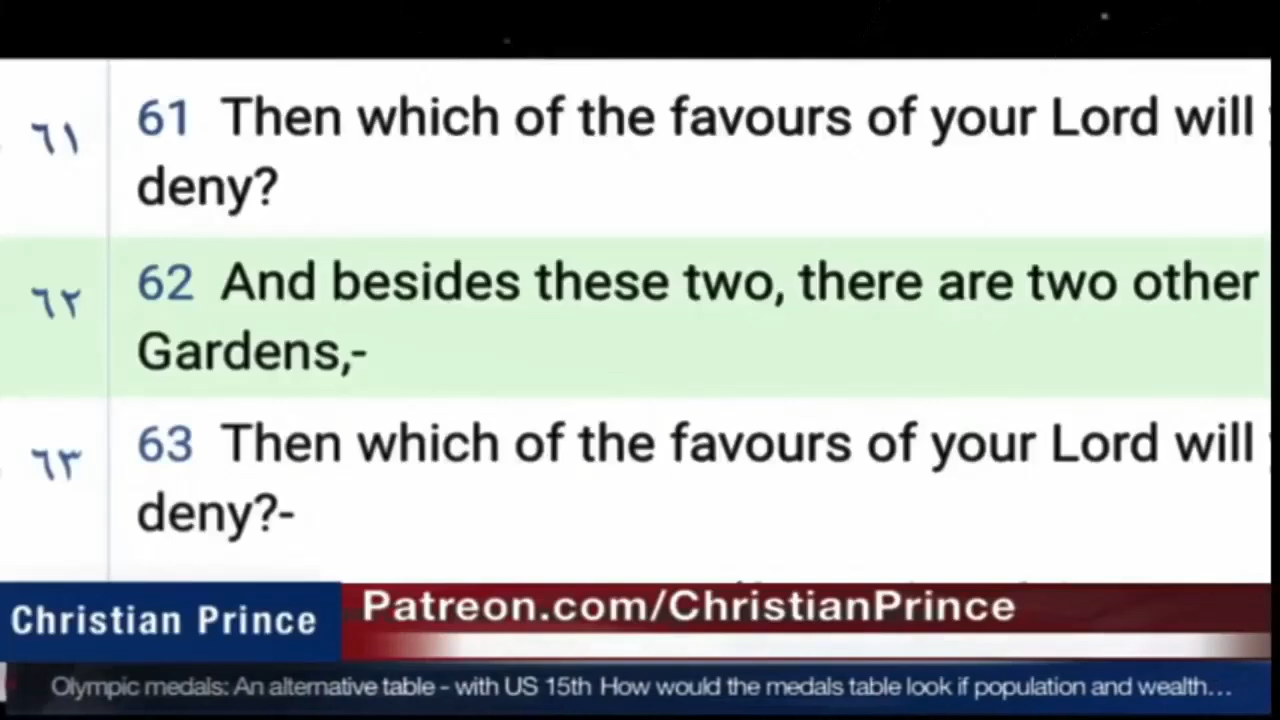 ٦١ 61 Then which of the favours of your Lord will
deny?
٦٢ 62 And besides these two, there are two other
Gardens,-
٦٣ 63 Then which of the favours of your Lord will
deny?-
Christian Prince
Patreon.com/ChristianPrince
Olympic medals: An alternative table - with US 15th How would the medals table look if population and wealth...